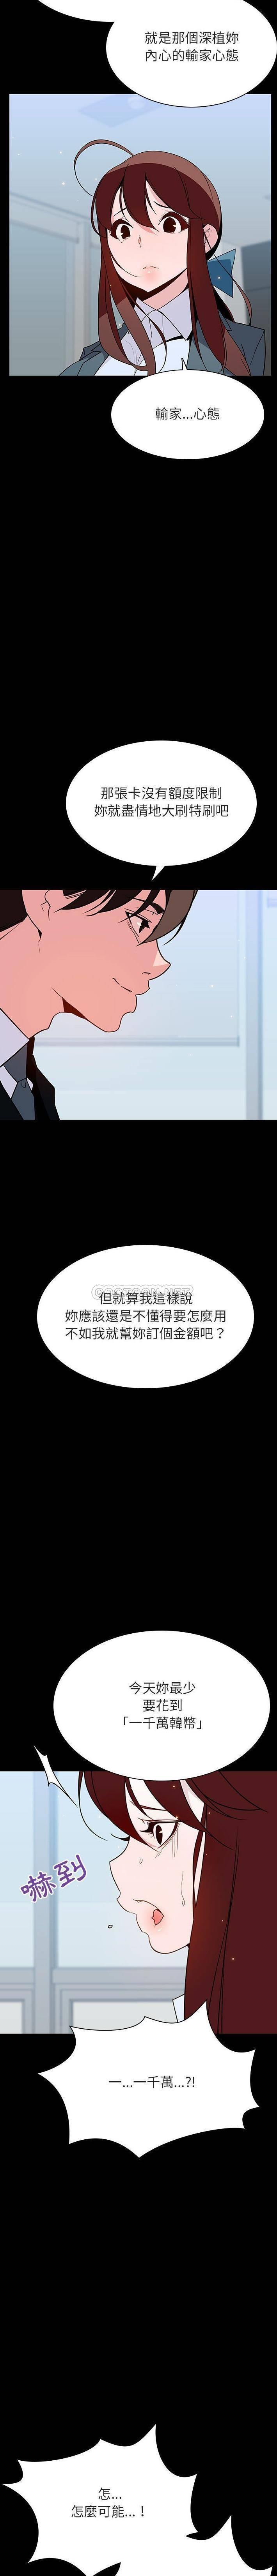 就是那個深植妳
內心的輸家心態
輸家...心態
那張卡沒有額度限制
妳就盡情地大刷特刷吧
但就算我這樣說
妳應該還是不懂得要怎麼用
不如我就幫妳訂個金額吧？
今天妳最少
要花到
「一千萬韓幣」
嚇到
一...一千萬...?!
怎...
怎麼可能...！